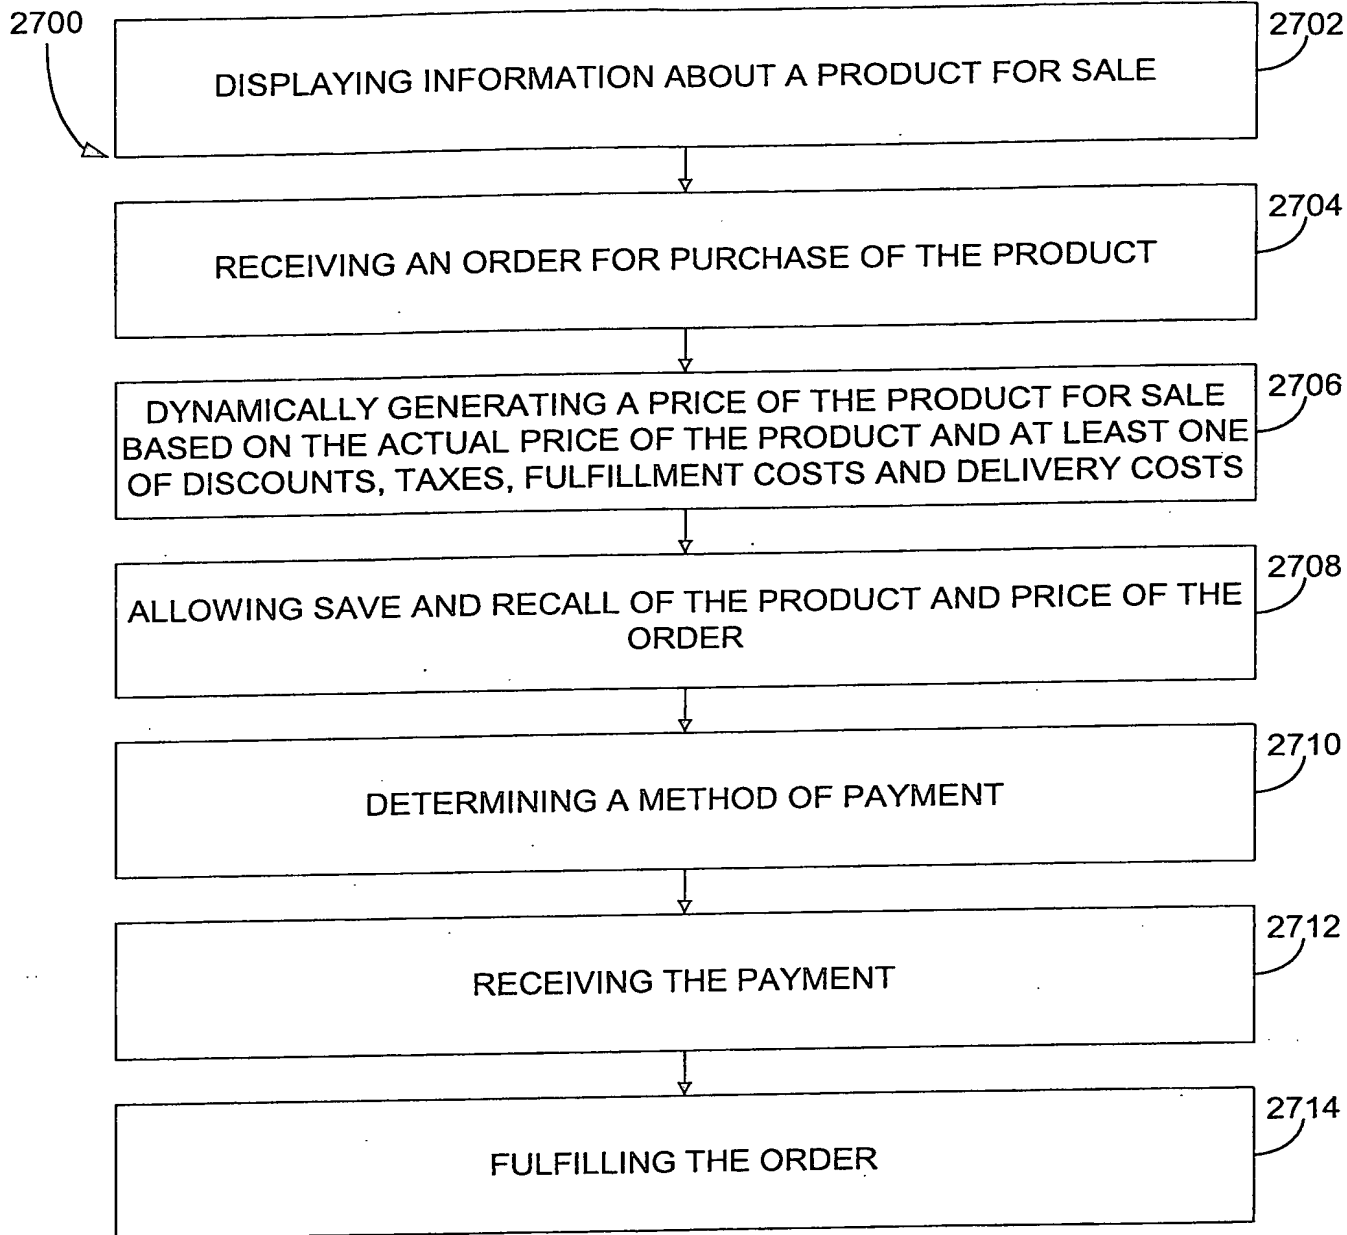 2700
2702
DISPLAYING INFORMATION ABOUT A PRODUCT FOR SALE
2704
RECEIVING AN ORDER FOR PURCHASE OF THE PRODUCT
2706
DYNAMICALLY GENERATING A PRICE OF THE PRODUCT FOR SALE
BASED ON THE ACTUAL PRICE OF THE PRODUCT AND AT LEAST ONE
OF DISCOUNTS, TAXES, FULFILLMENT COSTS AND DELIVERY COSTS
2708
ALLOWING SAVE AND RECALL OF THE PRODUCT AND PRICE OF THE
ORDER
2710
DETERMINING A METHOD OF PAYMENT
2712
RECEIVING THE PAYMENT
2714
FULFILLING THE ORDER